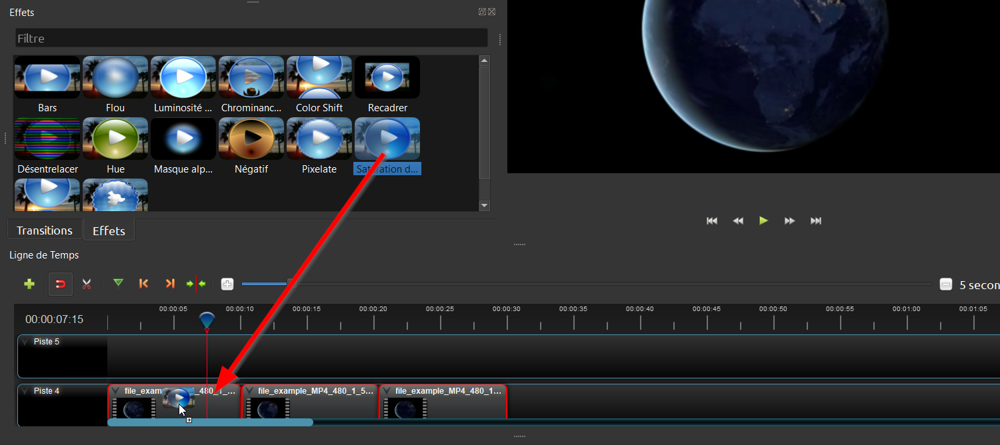 Effets
Filtre
Bars Flou Luminosité ... Chrominanc... Color Shift Recadrer
Désentrelacer Hue Masque alp... Négatif Pixelate Saturation d...
Transitions Effets
Ligne de Temps
5 secon
00:00:07:15
00:00:05 00:00:10 00:00:15 00:00:20 00:00:25 00:00:30 00:00:35 00:00:40 00:00:45 00:00:50 00:00:55 00:01:00 00:01:05
Piste 5
Piste 4
file_exam 480_1_... file_example_MP4_480_1_5... file_example_MP4_480_1...